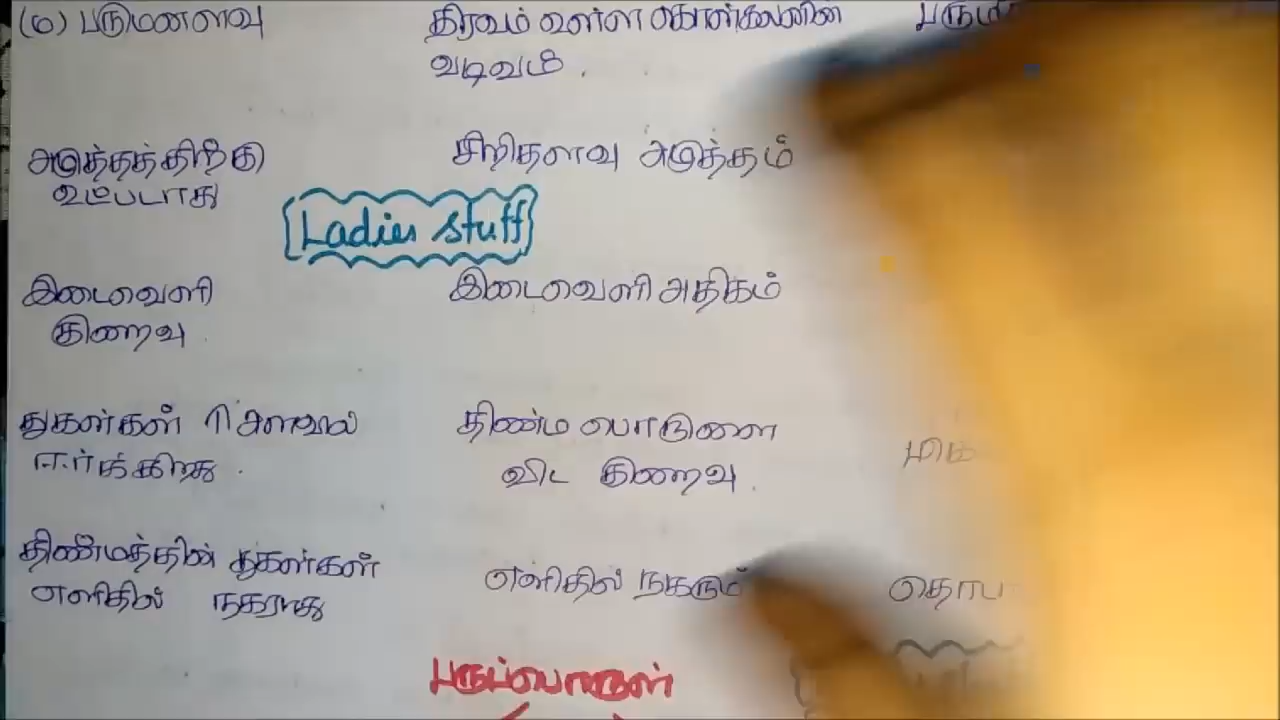 (ம) பருமனளவு
திரவம் உள்ள கொள்கலனின்
வடிவம் .
அழுத்தத்திற்கு
உட்படாது
சிறிதளவு அழுத்தம்
Ladies stuff
இடைவெளி
குறைவு .
இடைவெளி அதிகம்
துகள்கள்
ஈர்க்கிறது .
திண்ம பொருளை
விட குறைவு .
திண்மத்தின் துகள்கள்
எளிதில் நகராது
எளிதில் நகரும்
பருப்பொருள்